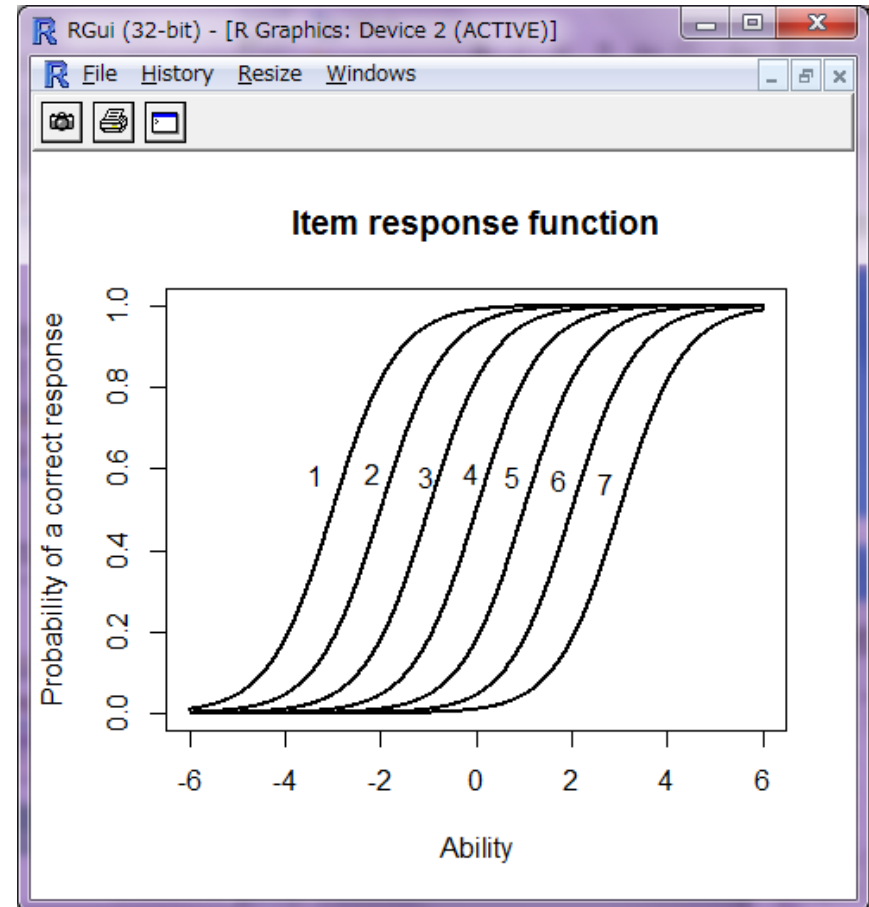 RGui (32-bit) - [R Graphics: Device 2 (ACTIVE)]
File History Resize Windows
Item response function
Probability of a correct response
1.0
0.8
0.6
0.4
0.2
0.0
1 2 3 4 5 6 7
-6 -4 -2 0 2 4 6
Ability